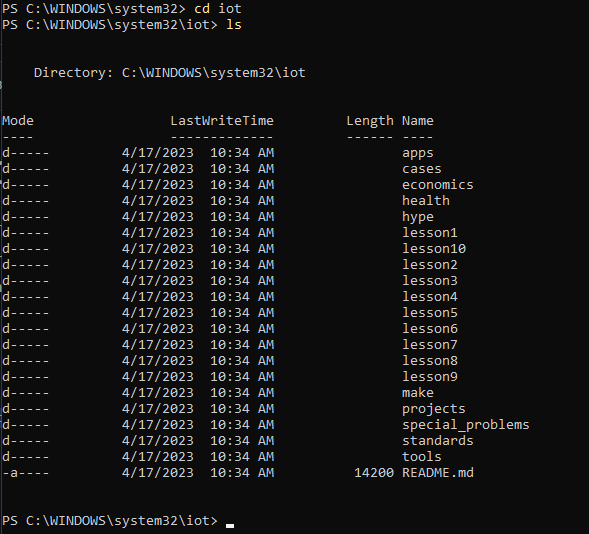 PS C:\WINDOWS\system32> cd iot
PS C:\WINDOWS\system32\iot> ls
Directory: C:\WINDOWS\system32\iot
Mode LastWriteTime Length Name
---- ------------- ------ ----
d----- 4/17/2023 10:34 AM apps
d----- 4/17/2023 10:34 AM cases
d----- 4/17/2023 10:34 AM economics
d----- 4/17/2023 10:34 AM health
d----- 4/17/2023 10:34 AM hype
d----- 4/17/2023 10:34 AM lesson1
d----- 4/17/2023 10:34 AM lesson10
d----- 4/17/2023 10:34 AM lesson2
d----- 4/17/2023 10:34 AM lesson3
d----- 4/17/2023 10:34 AM lesson4
d----- 4/17/2023 10:34 AM lesson5
d----- 4/17/2023 10:34 AM lesson6
d----- 4/17/2023 10:34 AM lesson7
d----- 4/17/2023 10:34 AM lesson8
d----- 4/17/2023 10:34 AM lesson9
d----- 4/17/2023 10:34 AM make
d----- 4/17/2023 10:34 AM projects
d----- 4/17/2023 10:34 AM special_problems
d----- 4/17/2023 10:34 AM standards
d----- 4/17/2023 10:34 AM tools
-a---- 4/17/2023 10:34 AM 14200 README.md
PS C:\WINDOWS\system32\iot>